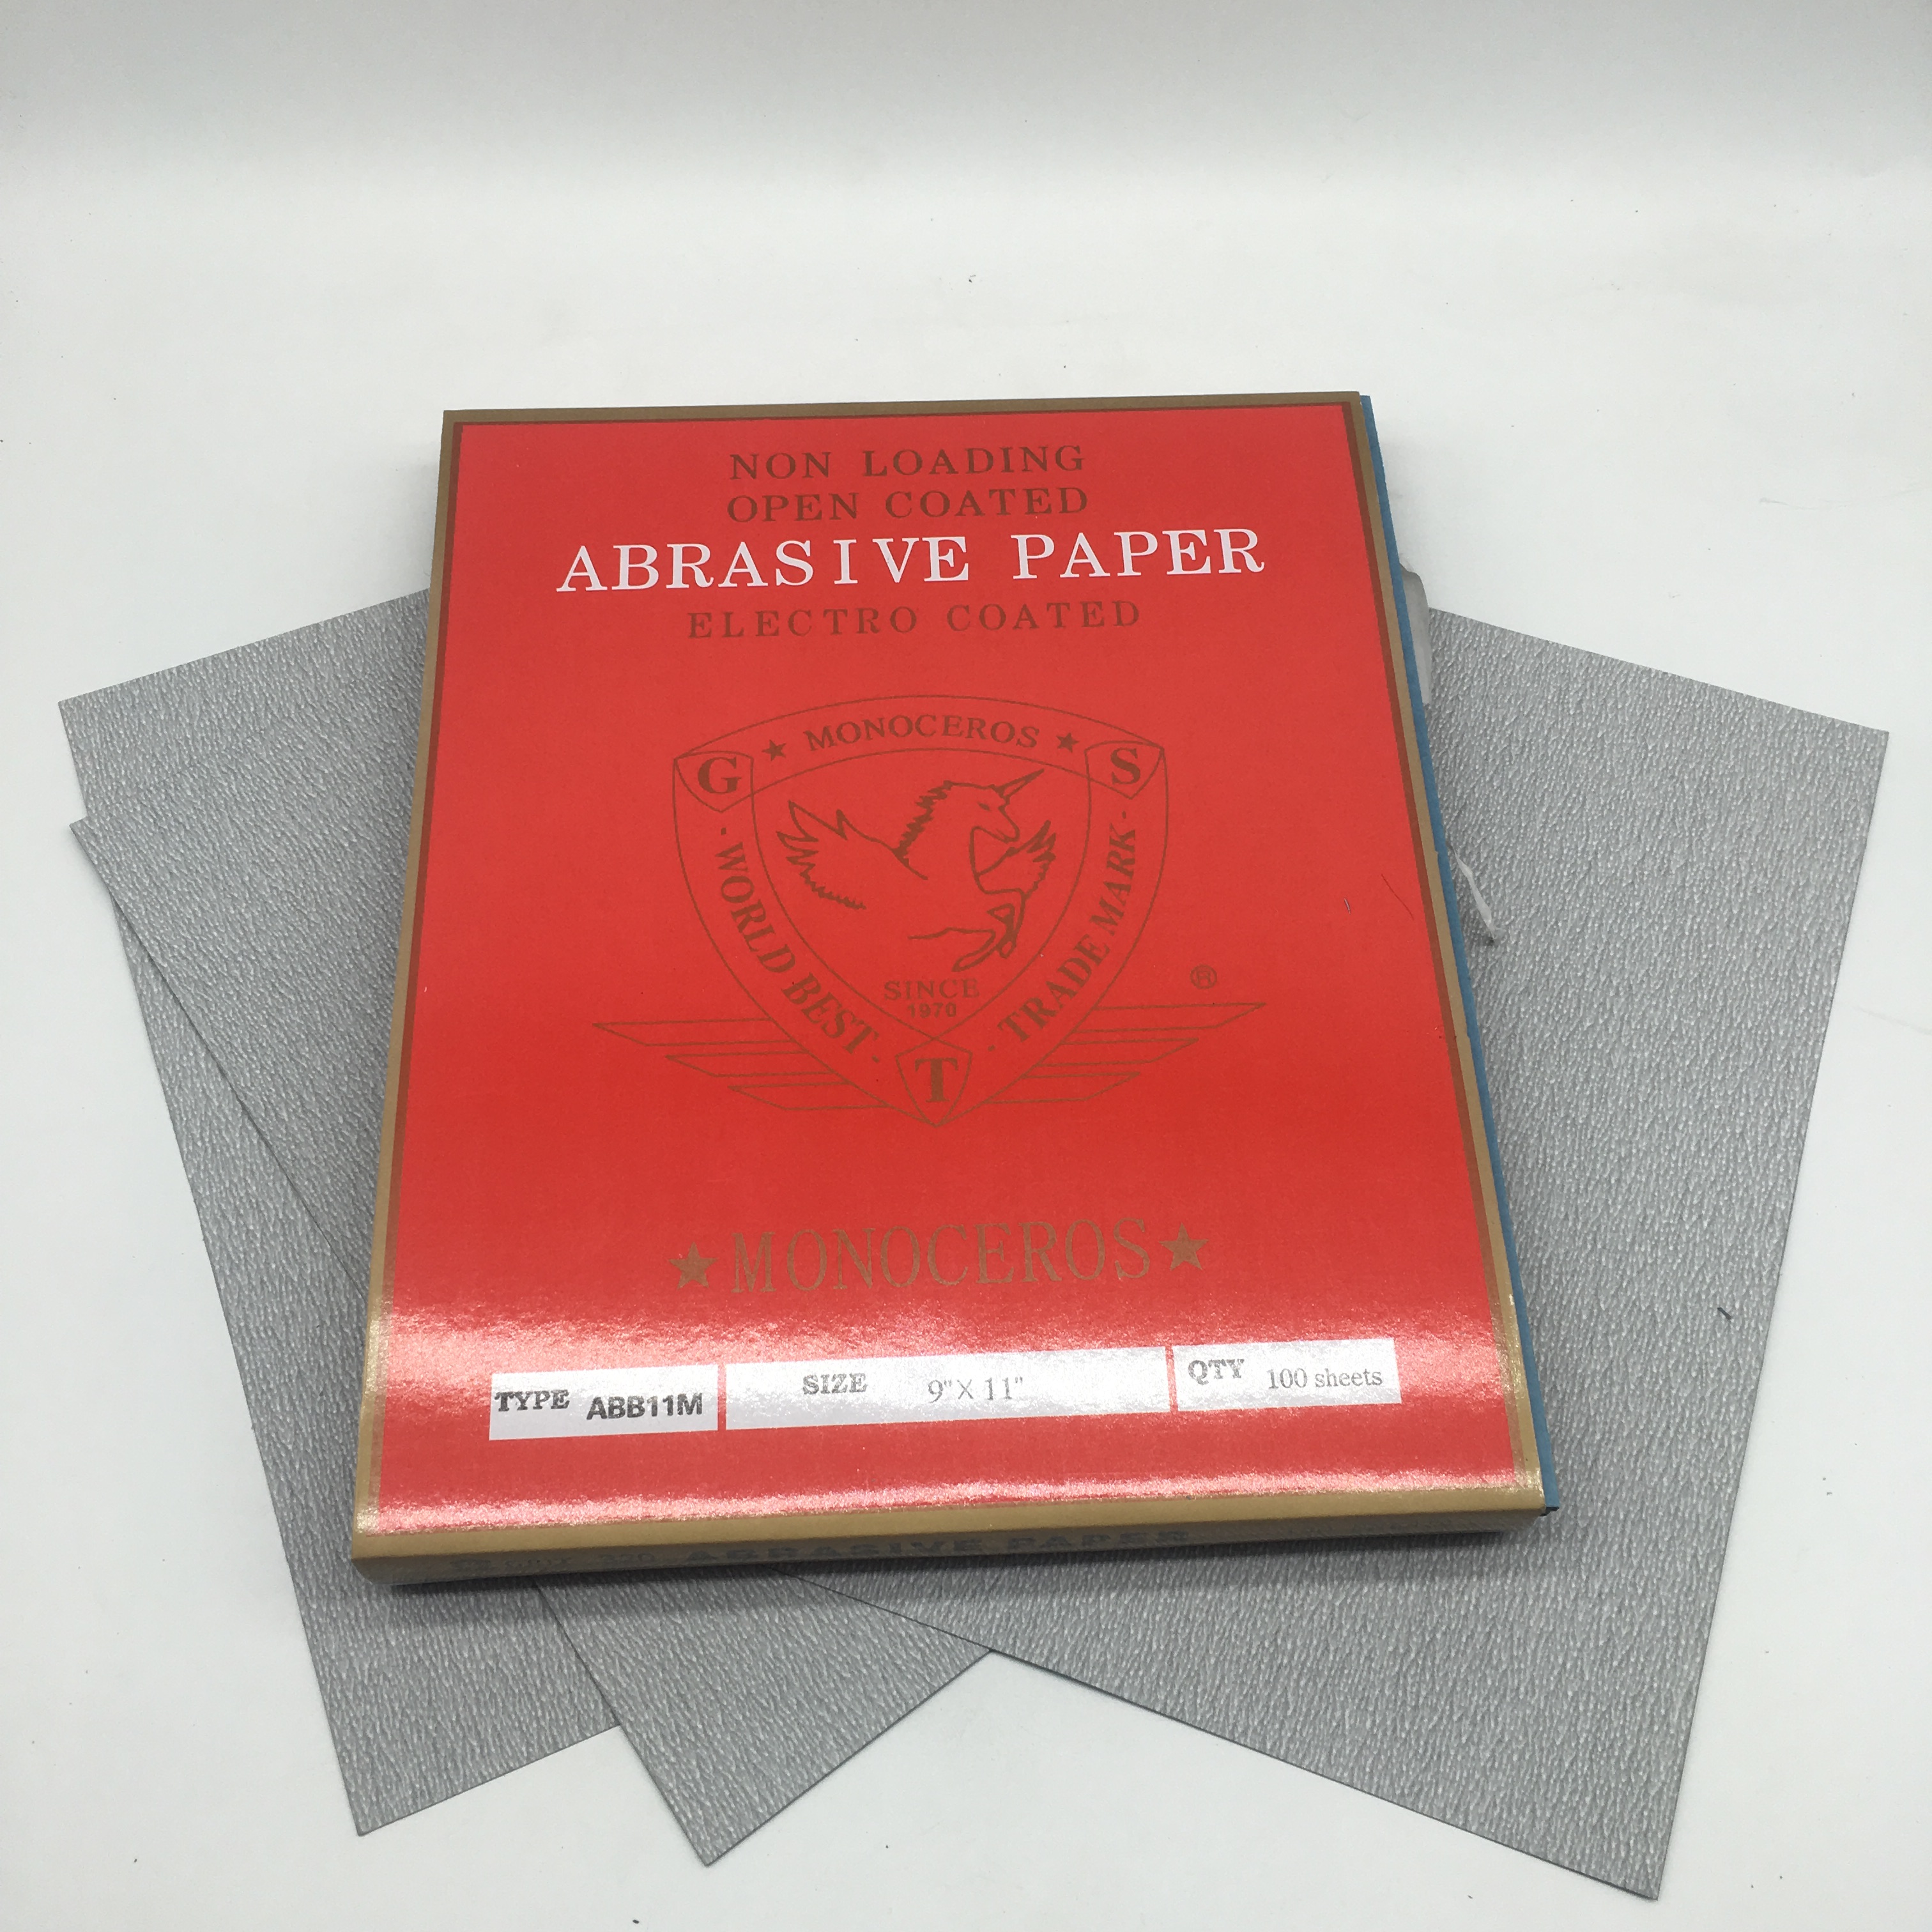 NON LOADING
OPEN COATED
ABRASIVE PAPER
ELECTRO COATED
★ MONOCEROS ★
G
S
· WORLD BEST ·
· TRADE MARK ·
SINCE
1970
T
®
★MONOCEROS★
TYPE ABB11M
SIZE 9"X 11"
QTY 100 sheets
ABRASIVE PAPER